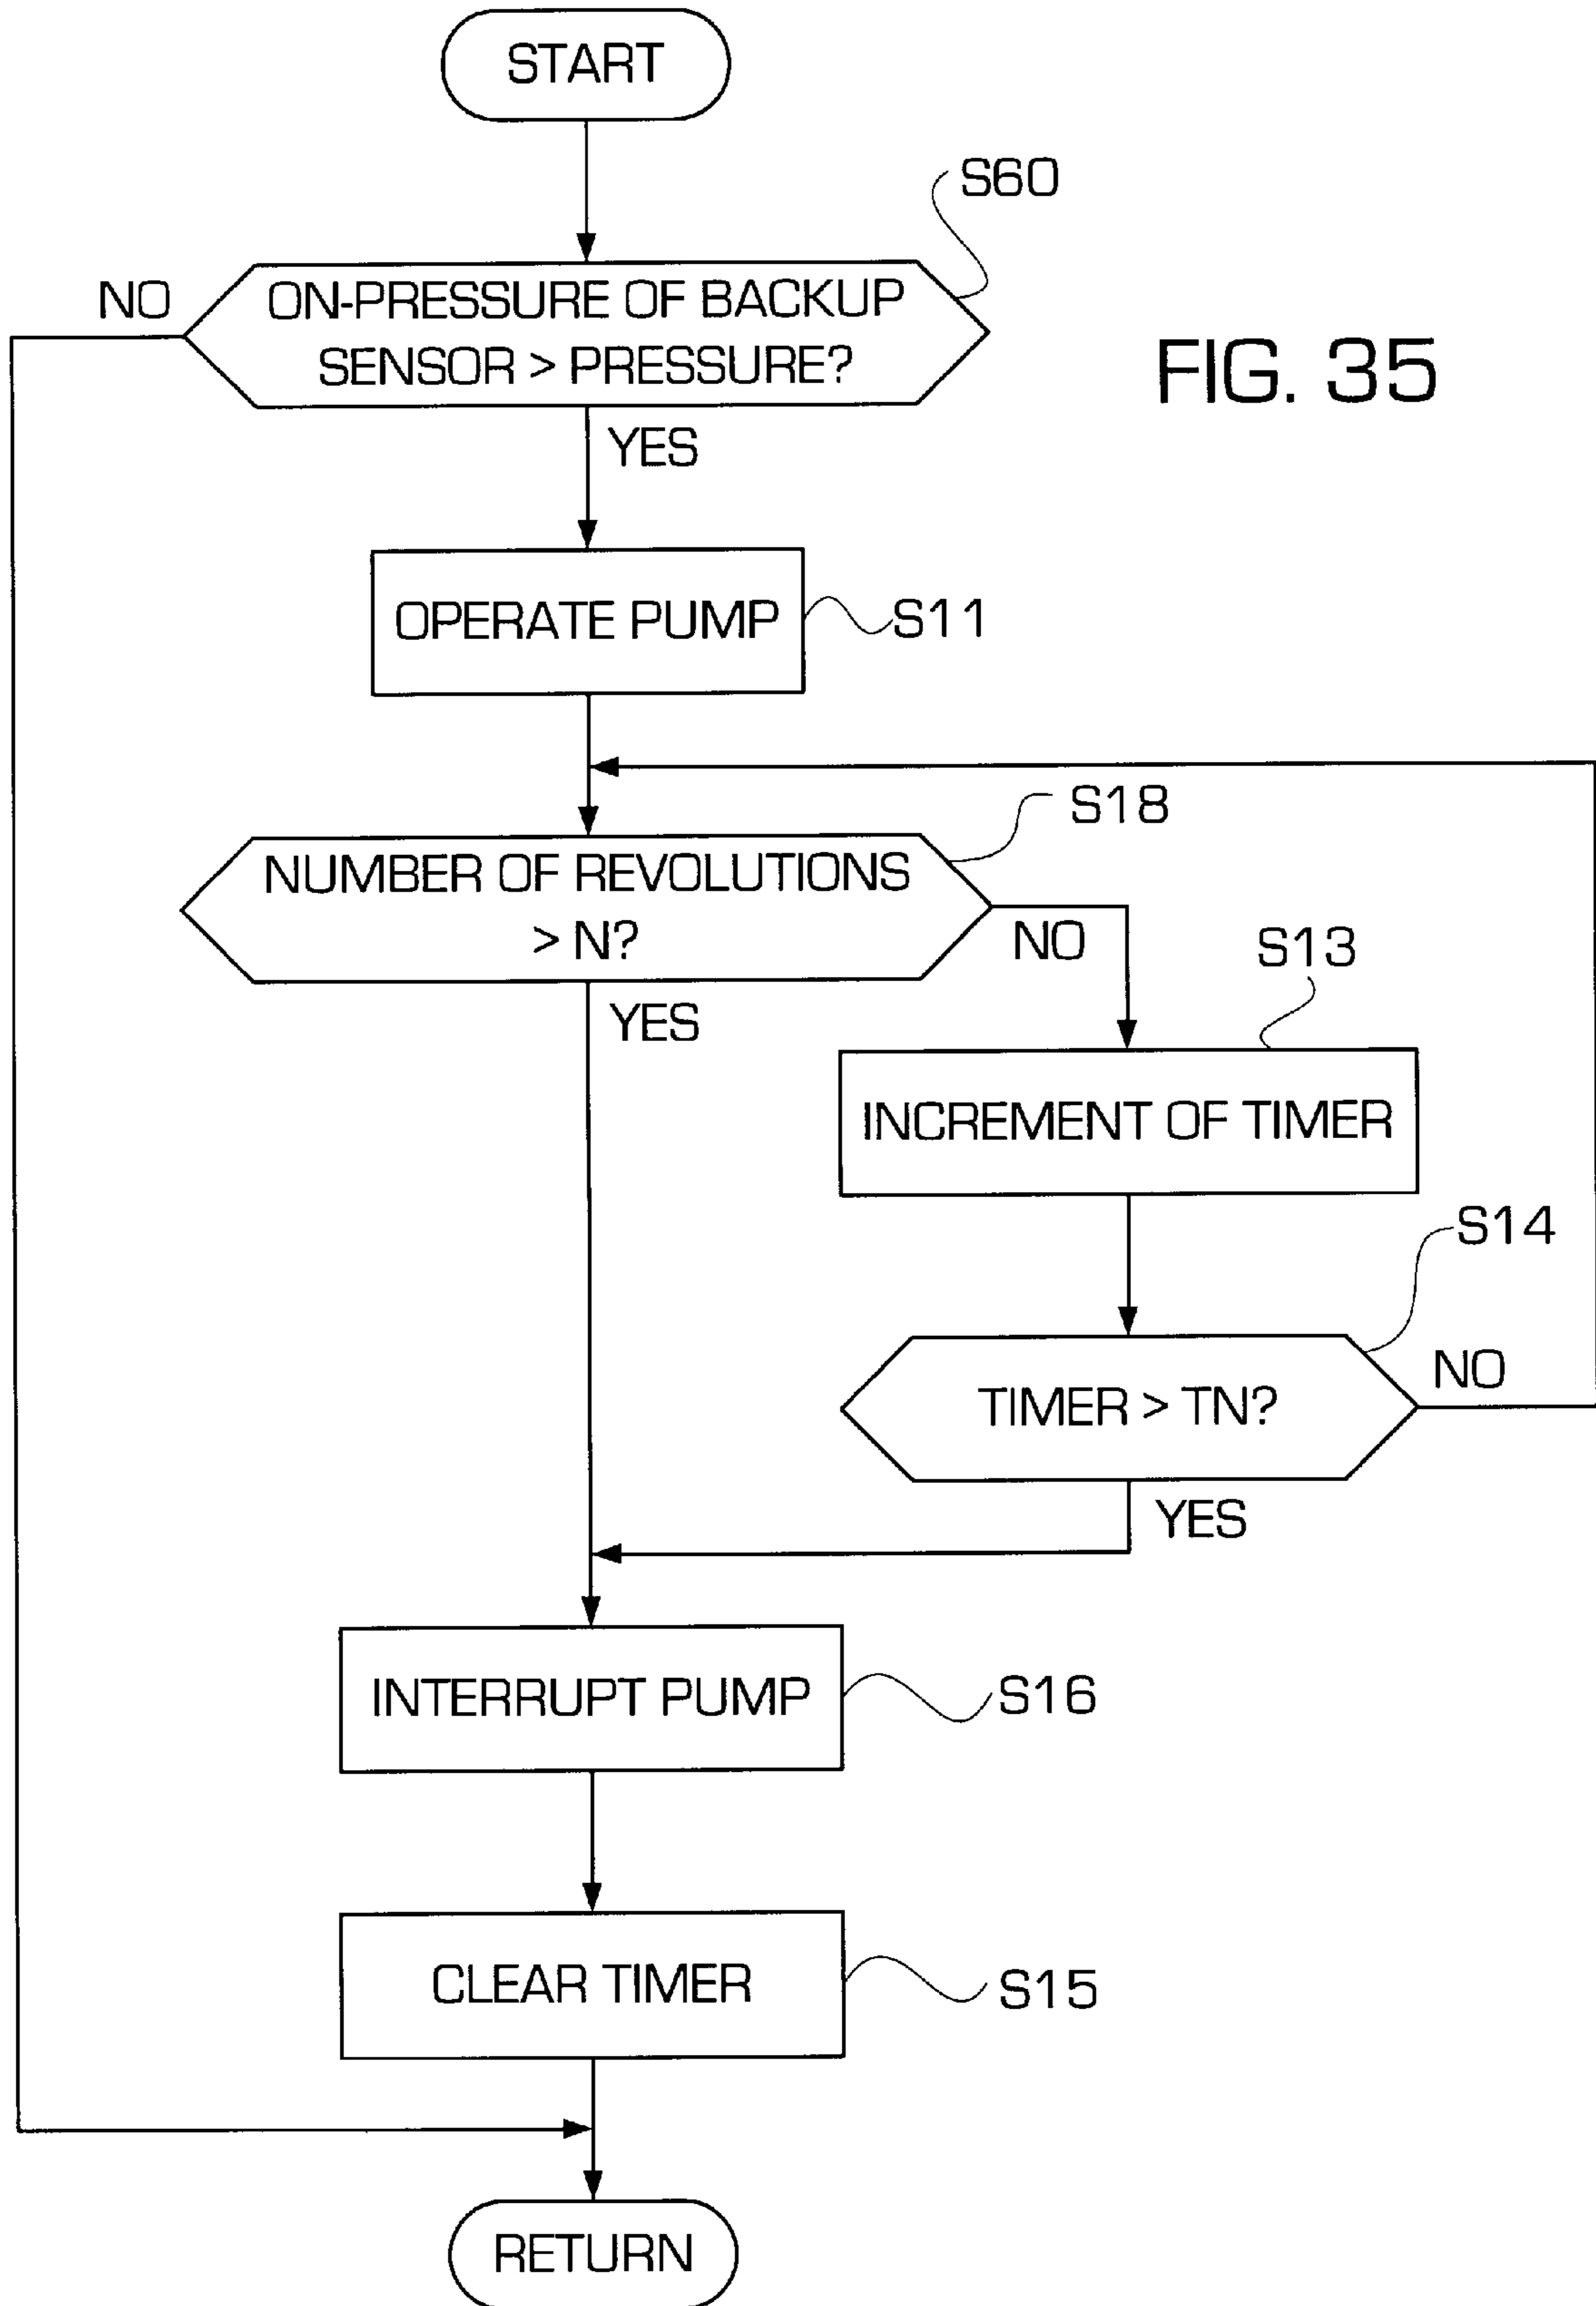 START
S60
NO
ON-PRESSURE OF BACKUP
SENSOR > PRESSURE?
FIG. 35
YES
OPERATE PUMP
S11
S18
NUMBER OF REVOLUTIONS
> N?
NO
S13
YES
INCREMENT OF TIMER
S14
NO
TIMER > TN?
YES
INTERRUPT PUMP
S16
CLEAR TIMER
S15
RETURN